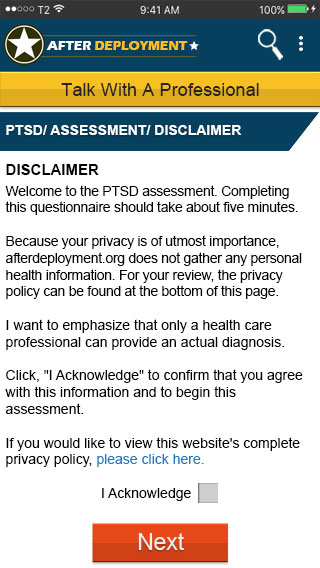 T2 9:41 AM 100%
AFTER DEPLOYMENT
Talk With A Professional
PTSD/ ASSESSMENT/ DISCLAIMER
DISCLAIMER
Welcome to the PTSD assessment. Completing
this questionnaire should take about five minutes.
Because your privacy is of utmost importance,
afterdeployment.org does not gather any personal
health information. For your review, the privacy
policy can be found at the bottom of this page.
I want to emphasize that only a health care
professional can provide an actual diagnosis.
Click, "I Acknowledge" to confirm that you agree
with this information and to begin this
assessment.
If you would like to view this website's complete
privacy policy, please click here.
I Acknowledge
Next